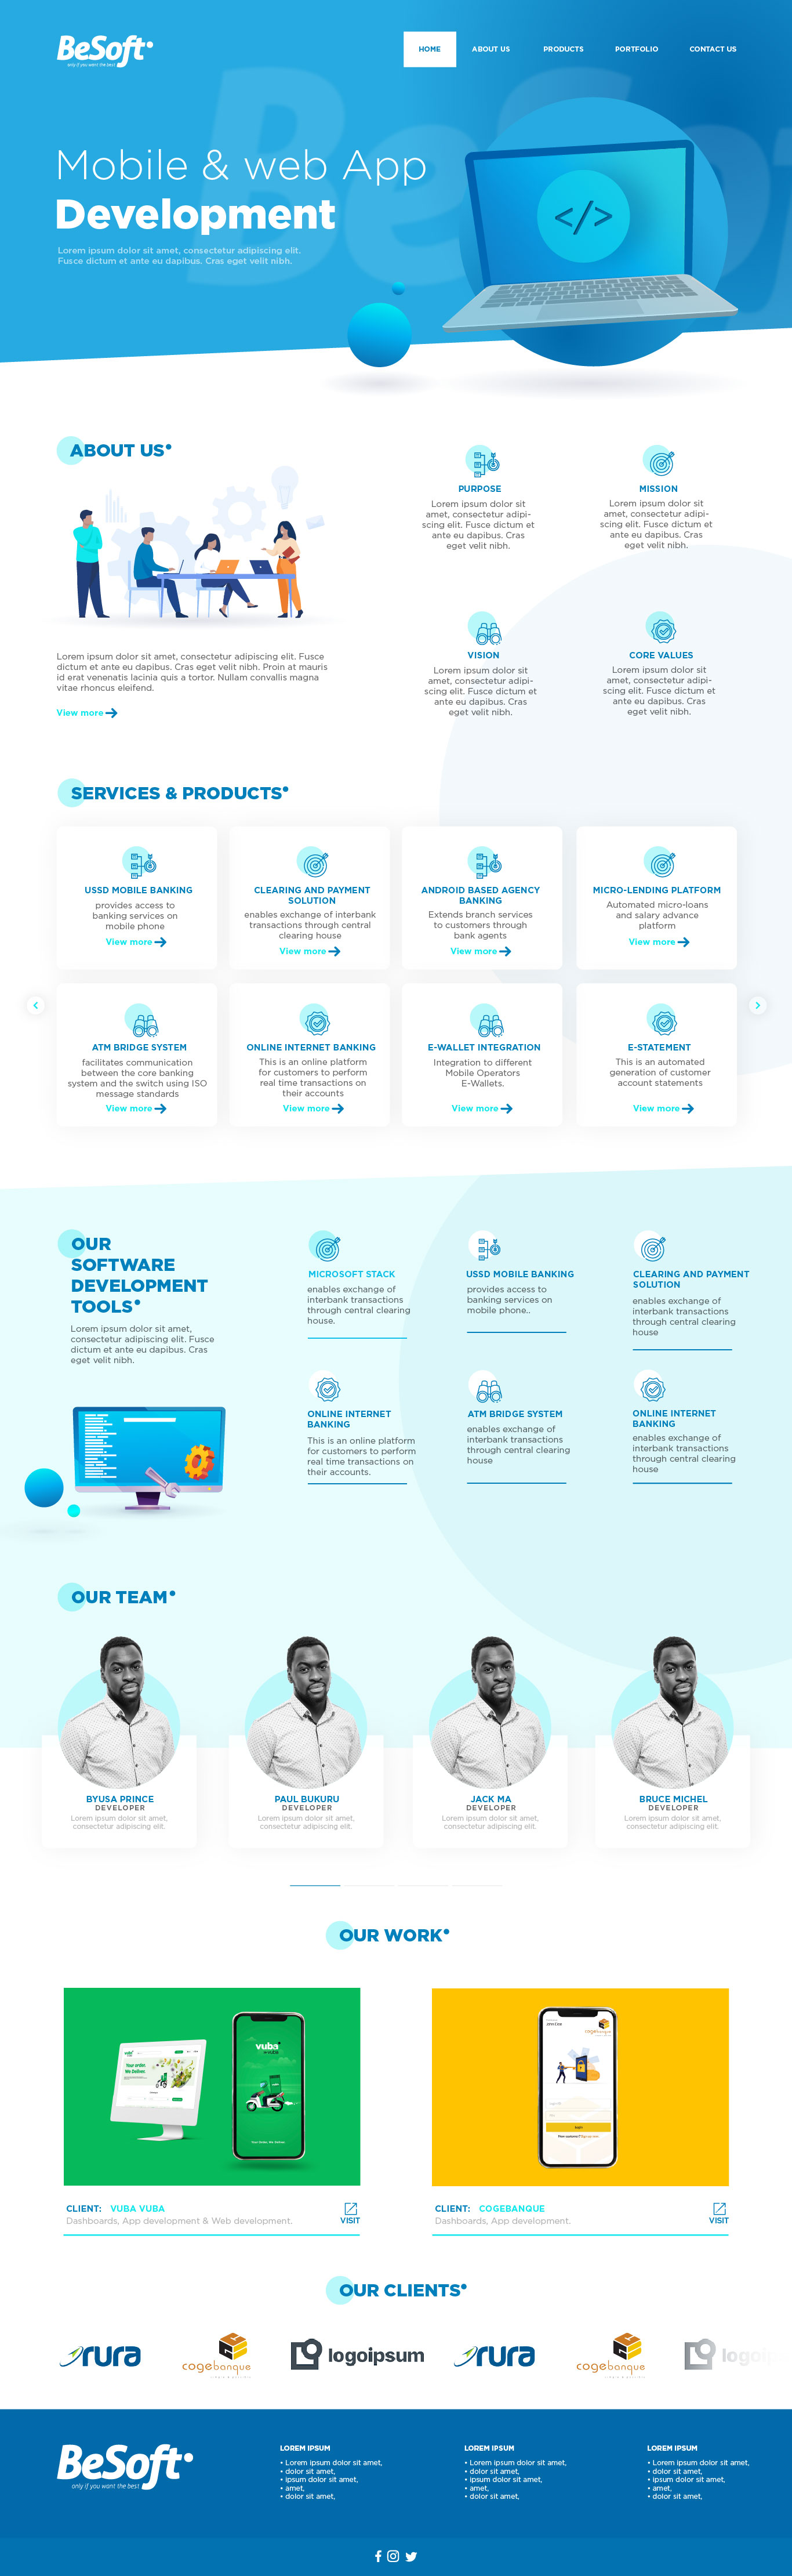 BeSoft
only if you want the best
HOME
ABOUT US
PRODUCTS
PORTFOLIO
CONTACT US
Mobile & web App
Development
Lorem ipsum dolor sit amet, consectetur adipiscing elit.
Fusce dictum et ante eu dapibus. Cras eget velit nibh.
</>
ABOUT US
Lorem ipsum dolor sit amet, consectetur adipiscing elit. Fusce
dictum et ante eu dapibus. Cras eget velit nibh. Proin at mauris
id erat venenatis lacinia quis a tortor. Nullam convallis magna
vitae rhoncus eleifend.
View more
PURPOSE
Lorem ipsum dolor sit
amet, consectetur adipi-
scing elit. Fusce dictum et
ante eu dapibus. Cras
eget velit nibh.
MISSION
Lorem ipsum dolor sit
amet, consectetur adipi-
scing elit. Fusce dictum et
ante eu dapibus. Cras
eget velit nibh.
VISION
Lorem ipsum dolor sit
amet, consectetur adipi-
scing elit. Fusce dictum et
ante eu dapibus. Cras
eget velit nibh.
CORE VALUES
Lorem ipsum dolor sit
amet, consectetur adipi-
scing elit. Fusce dictum et
ante eu dapibus. Cras
eget velit nibh.
SERVICES & PRODUCTS
USSD MOBILE BANKING
provides access to
banking services on
mobile phone
View more
CLEARING AND PAYMENT
SOLUTION
enables exchange of interbank
transactions through central
clearing house
View more
ANDROID BASED AGENCY
BANKING
Extends branch services
to customers through
bank agents
View more
MICRO-LENDING PLATFORM
Automated micro-loans
and salary advance
platform
View more
ATM BRIDGE SYSTEM
facilitates communication
between the core banking
system and the switch using ISO
message standards
View more
ONLINE INTERNET BANKING
This is an online platform
for customers to perform
real time transactions on
their accounts
View more
E-WALLET INTEGRATION
Integration to different
Mobile Operators
E-Wallets.
View more
E-STATEMENT
This is an automated
generation of customer
account statements
View more
OUR
SOFTWARE
DEVELOPMENT
TOOLS
Lorem ipsum dolor sit amet,
consectetur adipiscing elit. Fusce
dictum et ante eu dapibus. Cras
eget velit nibh.
MICROSOFT STACK
enables exchange of
interbank transactions
through central clearing
house.
USSD MOBILE BANKING
provides access to
banking services on
mobile phone..
CLEARING AND PAYMENT
SOLUTION
enables exchange of
interbank transactions
through central clearing
house
ONLINE INTERNET
BANKING
This is an online platform
for customers to perform
real time transactions on
their accounts.
ATM BRIDGE SYSTEM
enables exchange of
interbank transactions
through central clearing
house
ONLINE INTERNET
BANKING
enables exchange of
interbank transactions
through central clearing
house
OUR TEAM
BYUSA PRINCE
DEVELOPER
Lorem ipsum dolor sit amet,
consectetur adipiscing elit.
PAUL BUKURU
DEVELOPER
Lorem ipsum dolor sit amet,
consectetur adipiscing elit.
JACK MA
DEVELOPER
Lorem ipsum dolor sit amet,
consectetur adipiscing elit.
BRUCE MICHEL
DEVELOPER
Lorem ipsum dolor sit amet,
consectetur adipiscing elit.
OUR WORK
Your order,
We Deliver.
vuba
Your Order, We Deliver
cogebanque
login
CLIENT: VUBA VUBA
Dashboards, App development & Web development.
VISIT
CLIENT: COGEBANQUE
Dashboards, App development.
VISIT
OUR CLIENTS
rura
cogebanque
logoipsum
rura
cogebanque
logoip
BeSoft
only if you want the best
LOREM IPSUM
• Lorem ipsum dolor sit amet,
• dolor sit amet,
• ipsum dolor sit amet,
• amet,
• dolor sit amet,
LOREM IPSUM
• Lorem ipsum dolor sit amet,
• dolor sit amet,
• ipsum dolor sit amet,
• amet,
• dolor sit amet,
LOREM IPSUM
• Lorem ipsum dolor sit amet,
• dolor sit amet,
• ipsum dolor sit amet,
• amet,
• dolor sit amet,